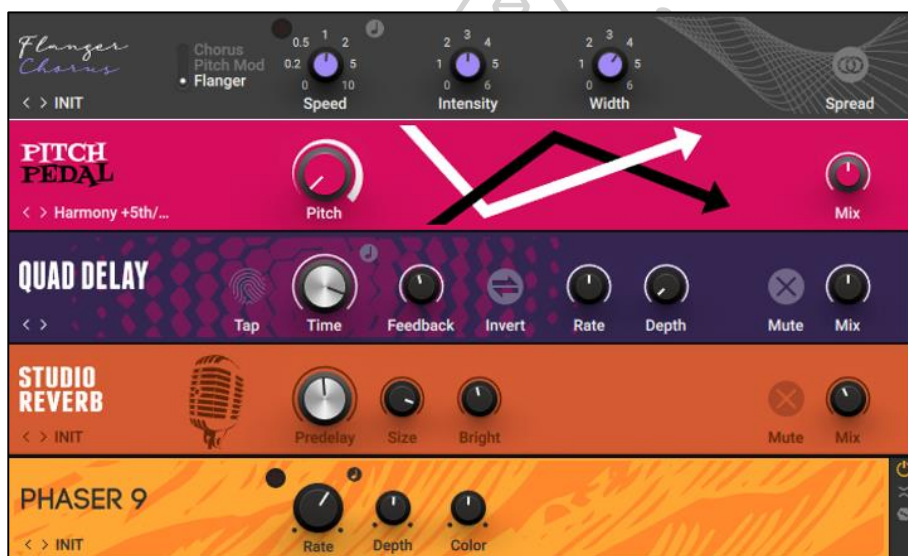 Flanger
Chorus
Chorus
Pitch Mod
Flanger
< > INIT
0 0.2 0.5 1 2 5 10
Speed
0 1 2 3 4 5 6
Intensity
0 1 2 3 4 5 6
Width
Spread
PITCH
PEDAL
< > Harmony +5th/...
Pitch
Mix
QUAD DELAY
< >
Tap
Time
Feedback
Invert
Rate
Depth
Mute
Mix
STUDIO
REVERB
< > INIT
Predelay
Size
Bright
Mute
Mix
PHASER 9
< > INIT
Rate
Depth
Color